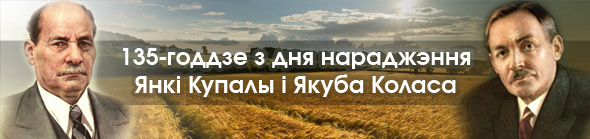 135-годдзе з дня нараджэння
Янкі Купалы і Якуба Коласа